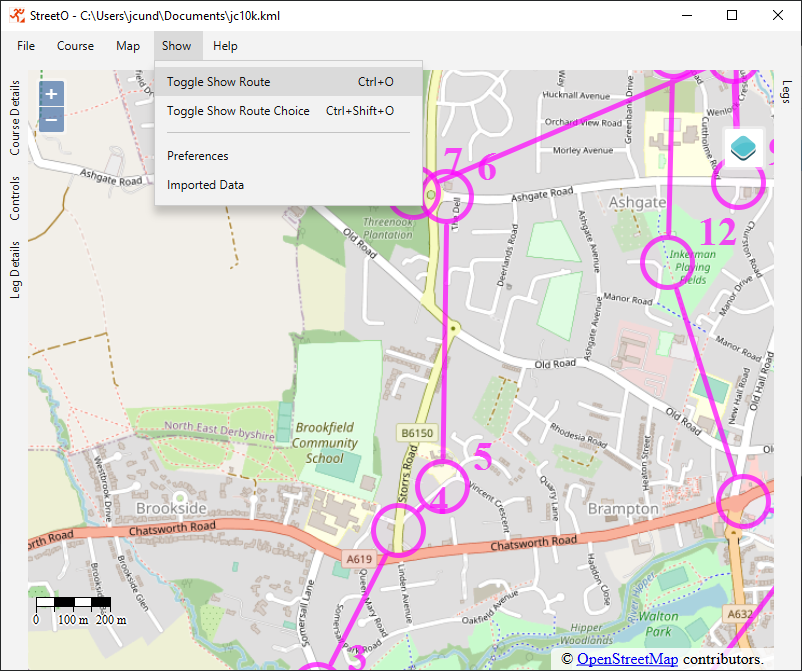 StreetO - C:\Users\jcund\Documents\jc10k.kml
File Course Map Show Help
Toggle Show Route Ctrl+O
Toggle Show Route Choice Ctrl+Shift+O
Preferences
Imported Data
Course Details
Controls
Leg Details
Legs
+
−
Hucknall Avenue
Orchard View Road
Morley Avenue
Greenbank Drive
Cutthorpe Road
Ashgate Road
Ashgate Road
Ashgate
The Dell
7
6
12
Threenook
Plantation
Old Road
Deerlands Road
Ashgate Avenue
Ashgate Avenue
Inkerman
Playing
Fields
Churston Road
Manor Drive
Manor Road
Manor Road
Old Road
Old Road
Old Hall Road
New Hall Road
North East Derbyshire
Brookfield
Community
School
B6150
Storrs Road
5
4
Rhodesia Road
Heaton Street
Quarry Lane
Vincent Crescent
Westbrook Drive
Brookside
Brampton
Chatsworth Road
Chatsworth Road
A619
Brookside Glen
Somersall Lane
Queen Mary Road
Linden Avenue
Oakfield Avenue
Haddon Close
River Hipper
Hipper
Woodlands
Walton
Park
A632
3
0 100 m 200 m
© OpenStreetMap contributors.